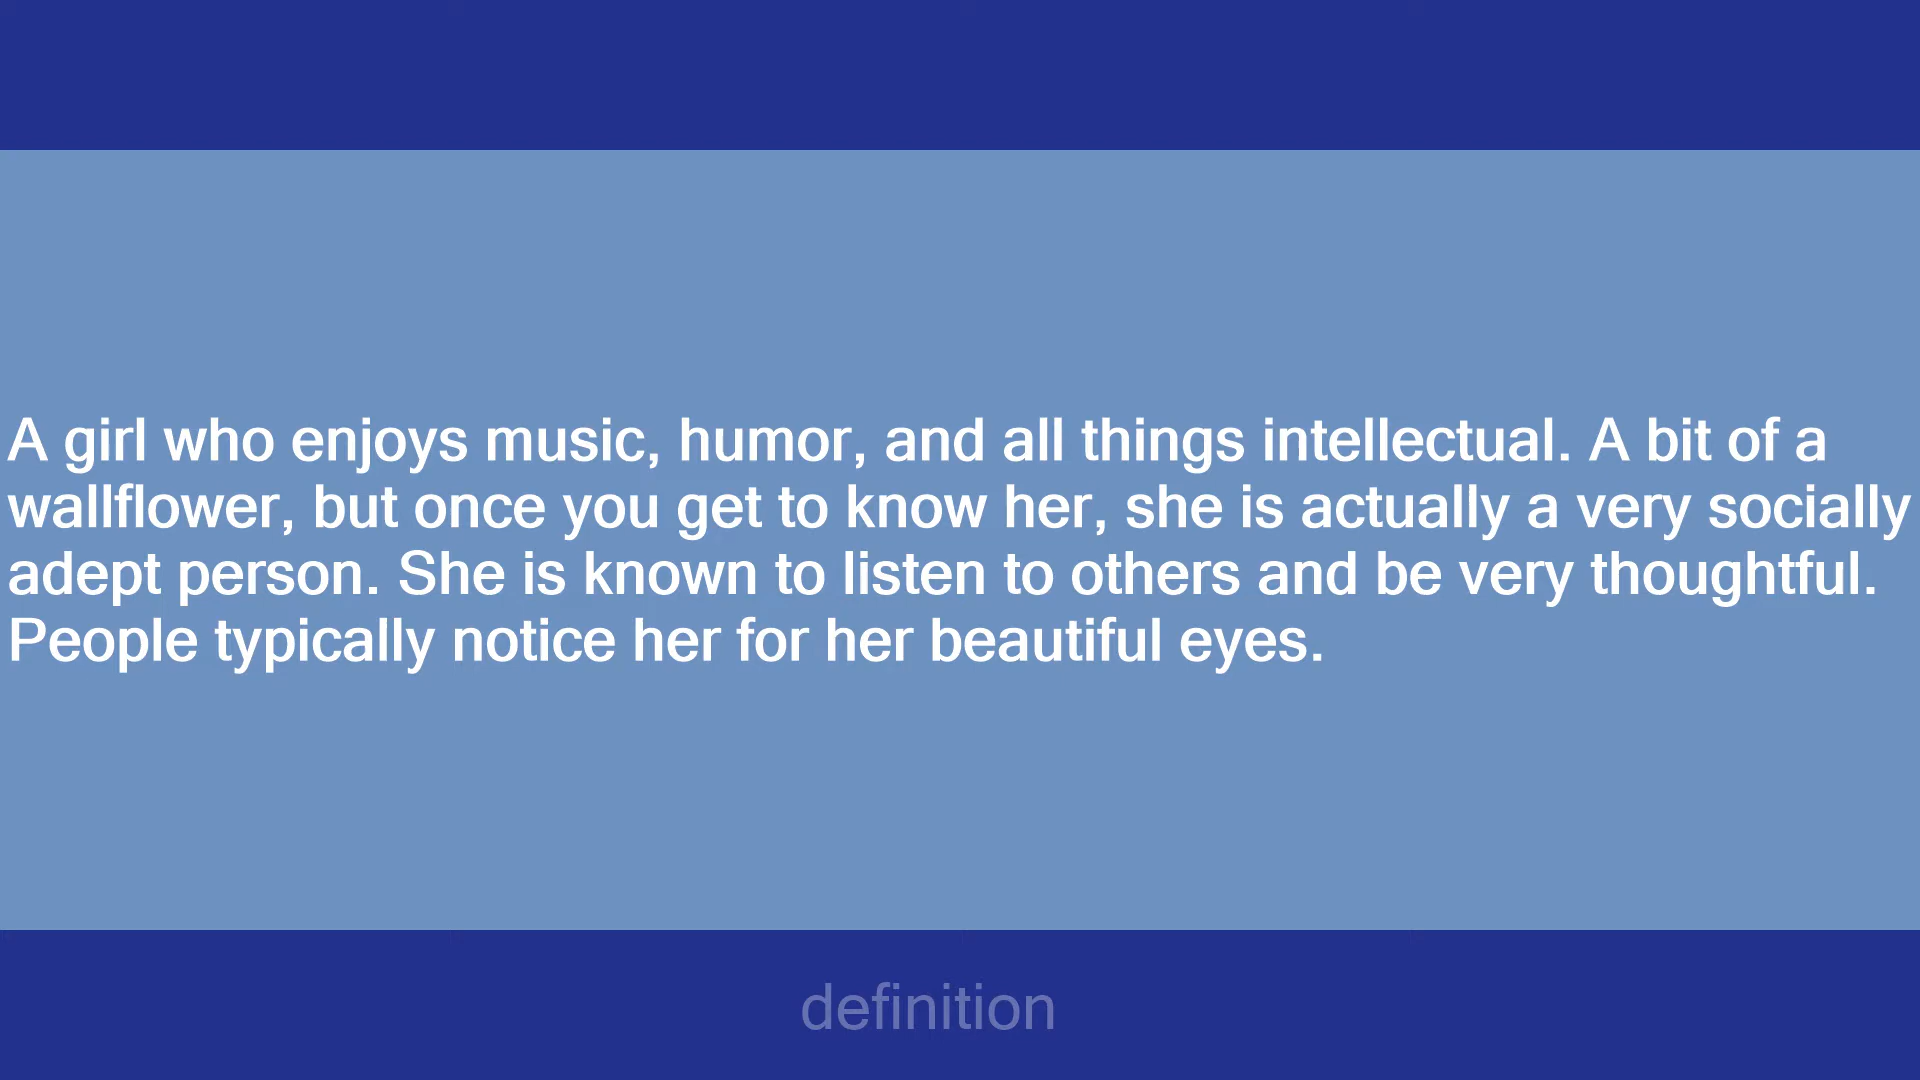 A girl who enjoys music, humor, and all things intellectual. A bit of a
wallflower, but once you get to know her, she is actually a very socially
adept person. She is known to listen to others and be very thoughtful.
People typically notice her for her beautiful eyes.
definition